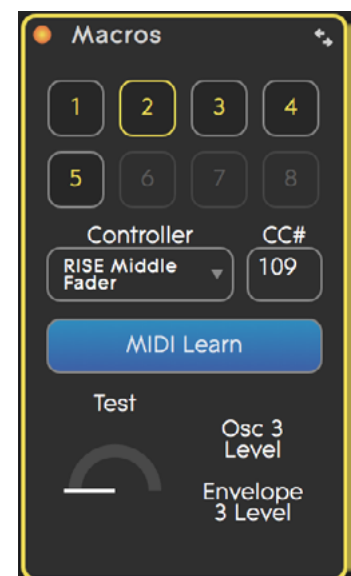 Macros
1 2 3 4
5 6 7 8
Controller CC#
RISE Middle
Fader
109
MIDI Learn
Test
Osc 3
Level
Envelope
3 Level